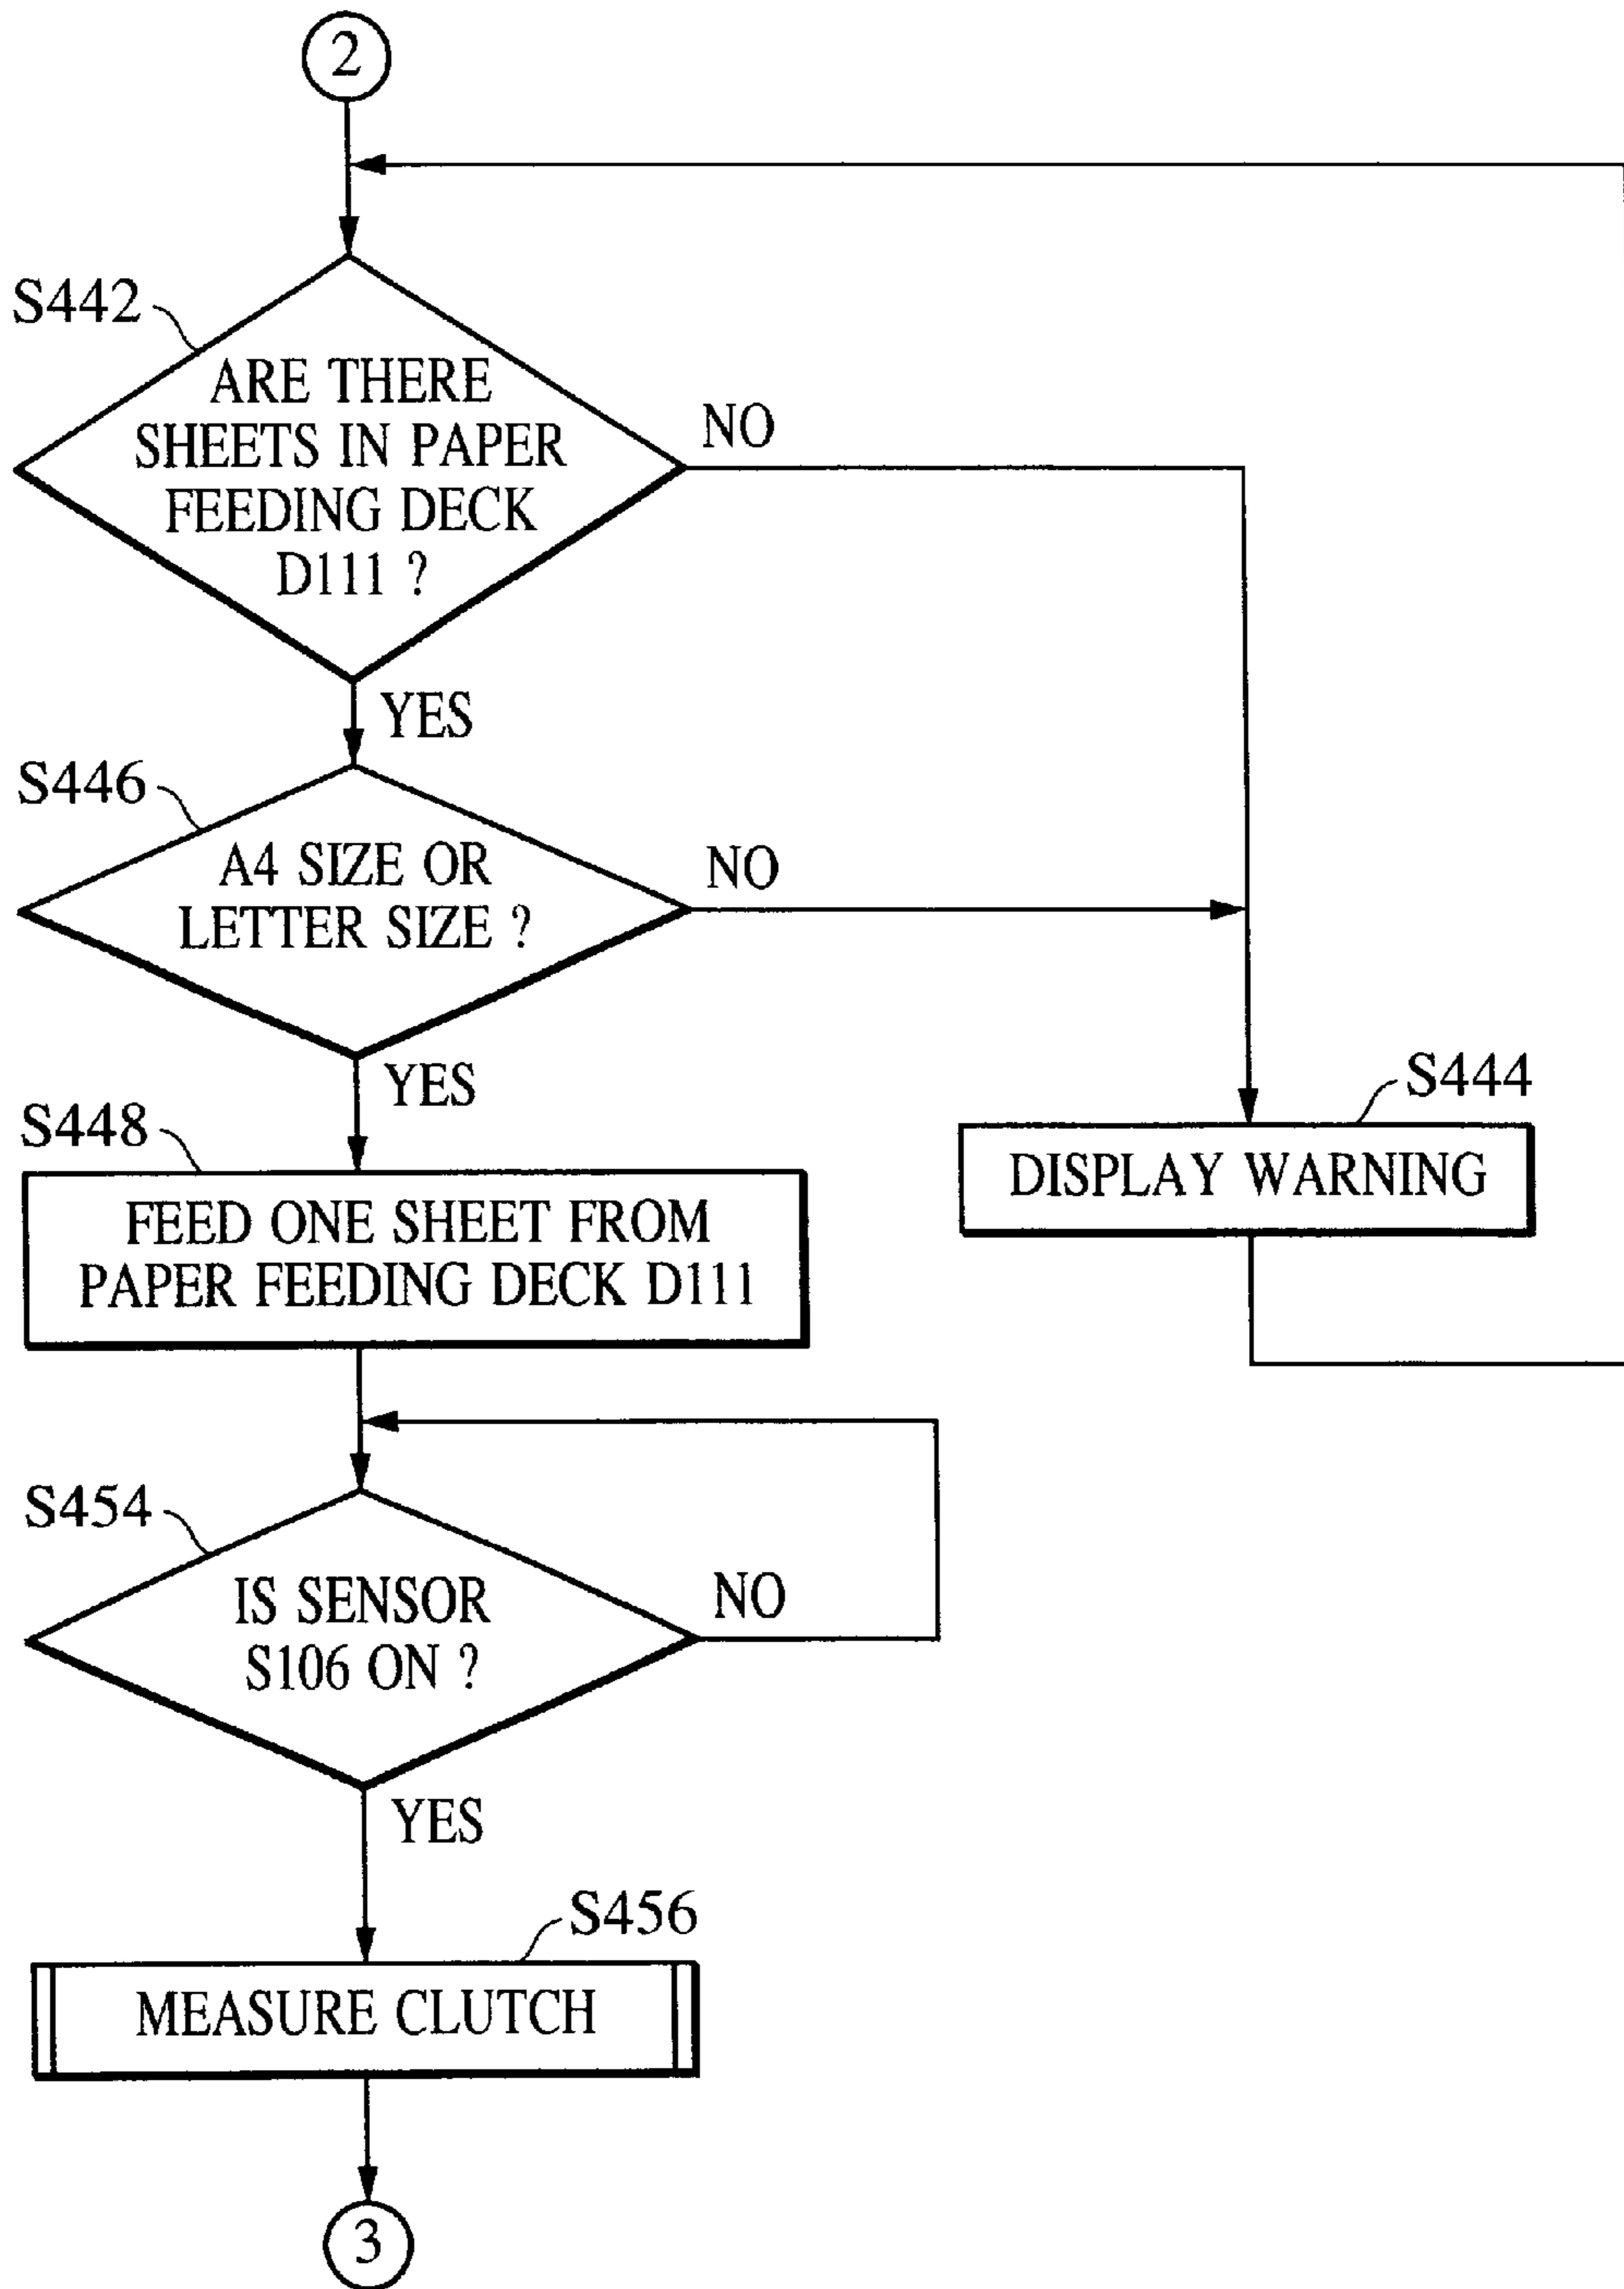 2
S442
ARE THERE
SHEETS IN PAPER
FEEDING DECK
D111 ?
NO
YES
S446
A4 SIZE OR
LETTER SIZE ?
NO
YES
S444
DISPLAY WARNING
S448
FEED ONE SHEET FROM
PAPER FEEDING DECK D111
S454
IS SENSOR
S106 ON ?
NO
YES
S456
MEASURE CLUTCH
3